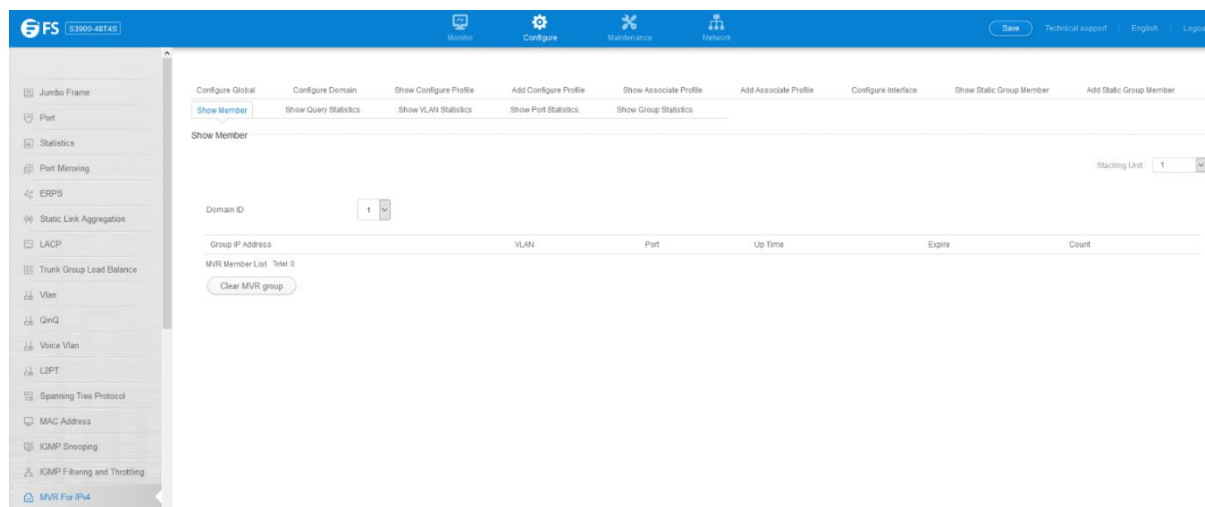 FS S3900-48T4S
Monitor Configure Maintenance Network
Save Technical support English Logou
Jumbo Frame
Port
Statistics
Port Mirroring
ERPS
Static Link Aggregation
LACP
Trunk Group Load Balance
Vlan
QinQ
Voice Vlan
L2PT
Spanning Tree Protocol
MAC Address
IGMP Snooping
IGMP Filtering and Throttling
MVR For IPv4
Configure Global Configure Domain Show Configure Profile Add Configure Profile Show Associate Profile Add Associate Profile Configure Interface Show Static Group Member Add Static Group Member
Show Member Show Query Statistics Show VLAN Statistics Show Port Statistics Show Group Statistics
Show Member
Stacking Unit : 1
Domain ID 1
Group IP Address VLAN Port Up Time Expire Count
MVR Member List Total: 0
Clear MVR group